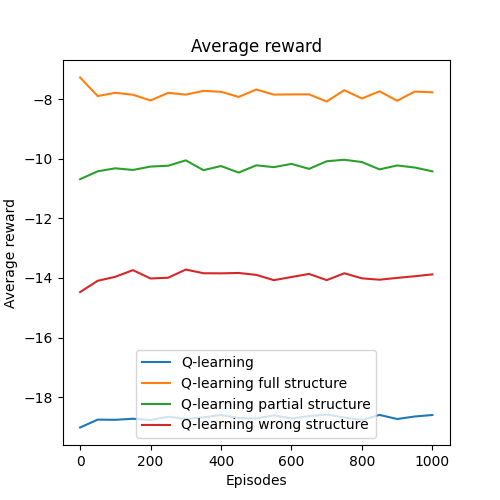 Average reward
Average reward
−8
−10
−12
−14
−16
−18
Q-learning
Q-learning full structure
Q-learning partial structure
Q-learning wrong structure
0
200
400
600
800
1000
Episodes